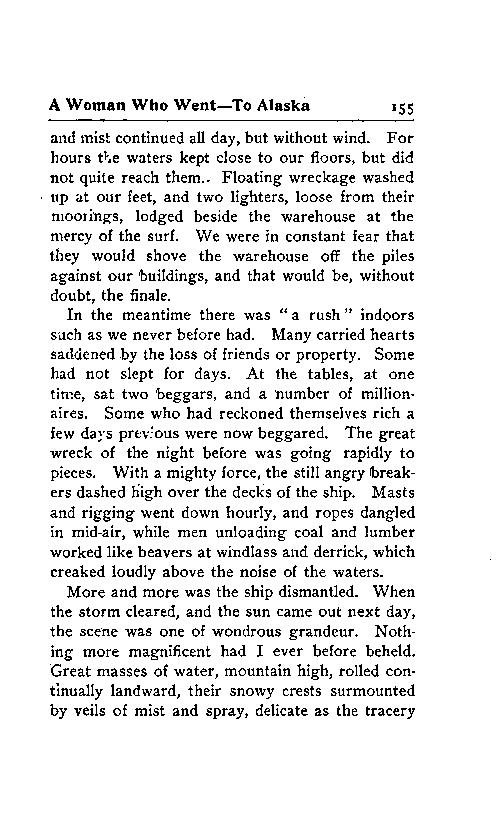 A Woman Who Went—To Alaska 155
and mist continued all day, but without wind. For
hours the waters kept close to our floors, but did
not quite reach them.. Floating wreckage washed
up at our feet, and two lighters, loose from their
moorings, lodged beside the warehouse at the
mercy of the surf. We were in constant fear that
they would shove the warehouse off the piles
against our buildings, and that would be, without
doubt, the finale.
In the meantime there was "a rush" indoors
such as we never before had. Many carried hearts
saddened by the loss of friends or property. Some
had not slept for days. At the tables, at one
time, sat two beggars, and a number of million-
aires. Some who had reckoned themselves rich a
few days previous were now beggared. The great
wreck of the night before was going rapidly to
pieces. With a mighty force, the still angry break-
ers dashed high over the decks of the ship. Masts
and rigging went down hourly, and ropes dangled
in mid-air, while men unloading coal and lumber
worked like beavers at windlass and derrick, which
creaked loudly above the noise of the waters.
More and more was the ship dismantled. When
the storm cleared, and the sun came out next day,
the scene was one of wondrous grandeur. Noth-
ing more magnificent had I ever before beheld.
Great masses of water, mountain high, rolled con-
tinually landward, their snowy crests surmounted
by veils of mist and spray, delicate as the tracery